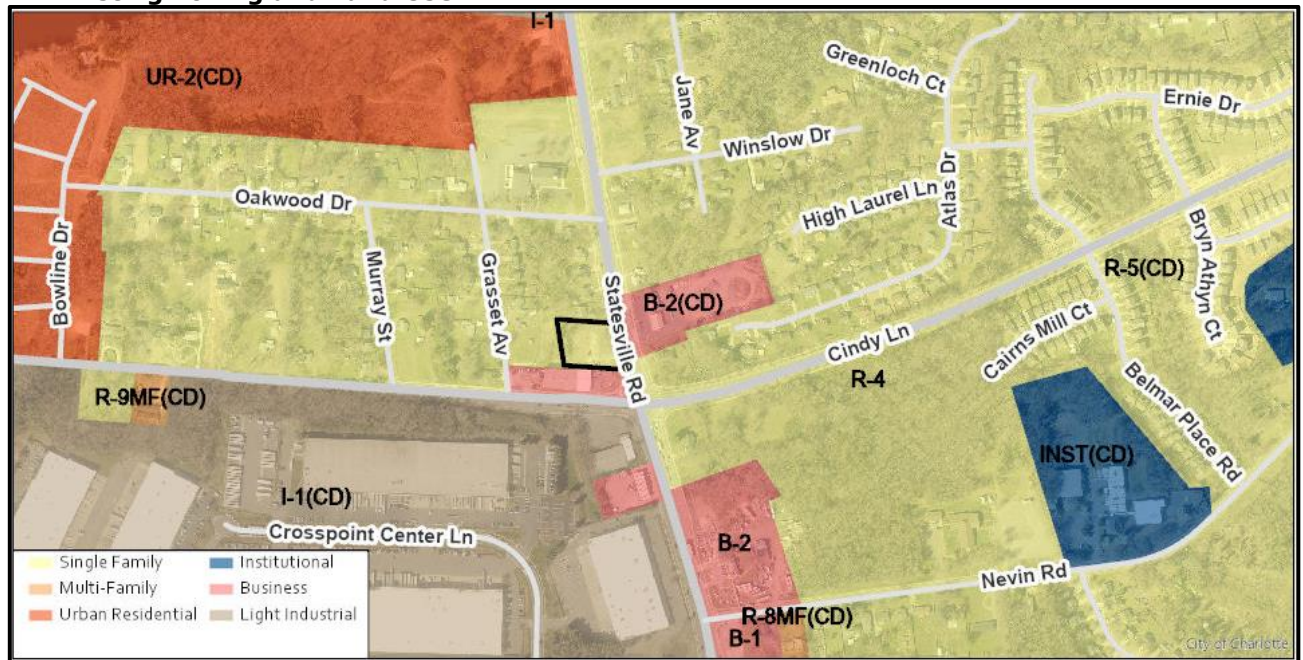 I-1
UR-2(CD)
Jane Av
Greenloch Ct
Ernie Dr
Winslow Dr
Oakwood Dr
High Laurel Ln
Atlas Dr
Bowline Dr
Murray St
Grasset Av
Statesville Rd
B-2(CD)
R-5(CD)
Bryn Athyn Ct
Cindy Ln
Cairns Mill Ct
R-4
Belmar Place Rd
R-9MF(CD)
INST(CD)
I-1(CD)
Crosspoint Center Ln
B-2
Nevin Rd
R-8MF(CD)
B-1
Single Family
Institutional
Multi-Family
Business
Urban Residential
Light Industrial
City of Charlotte